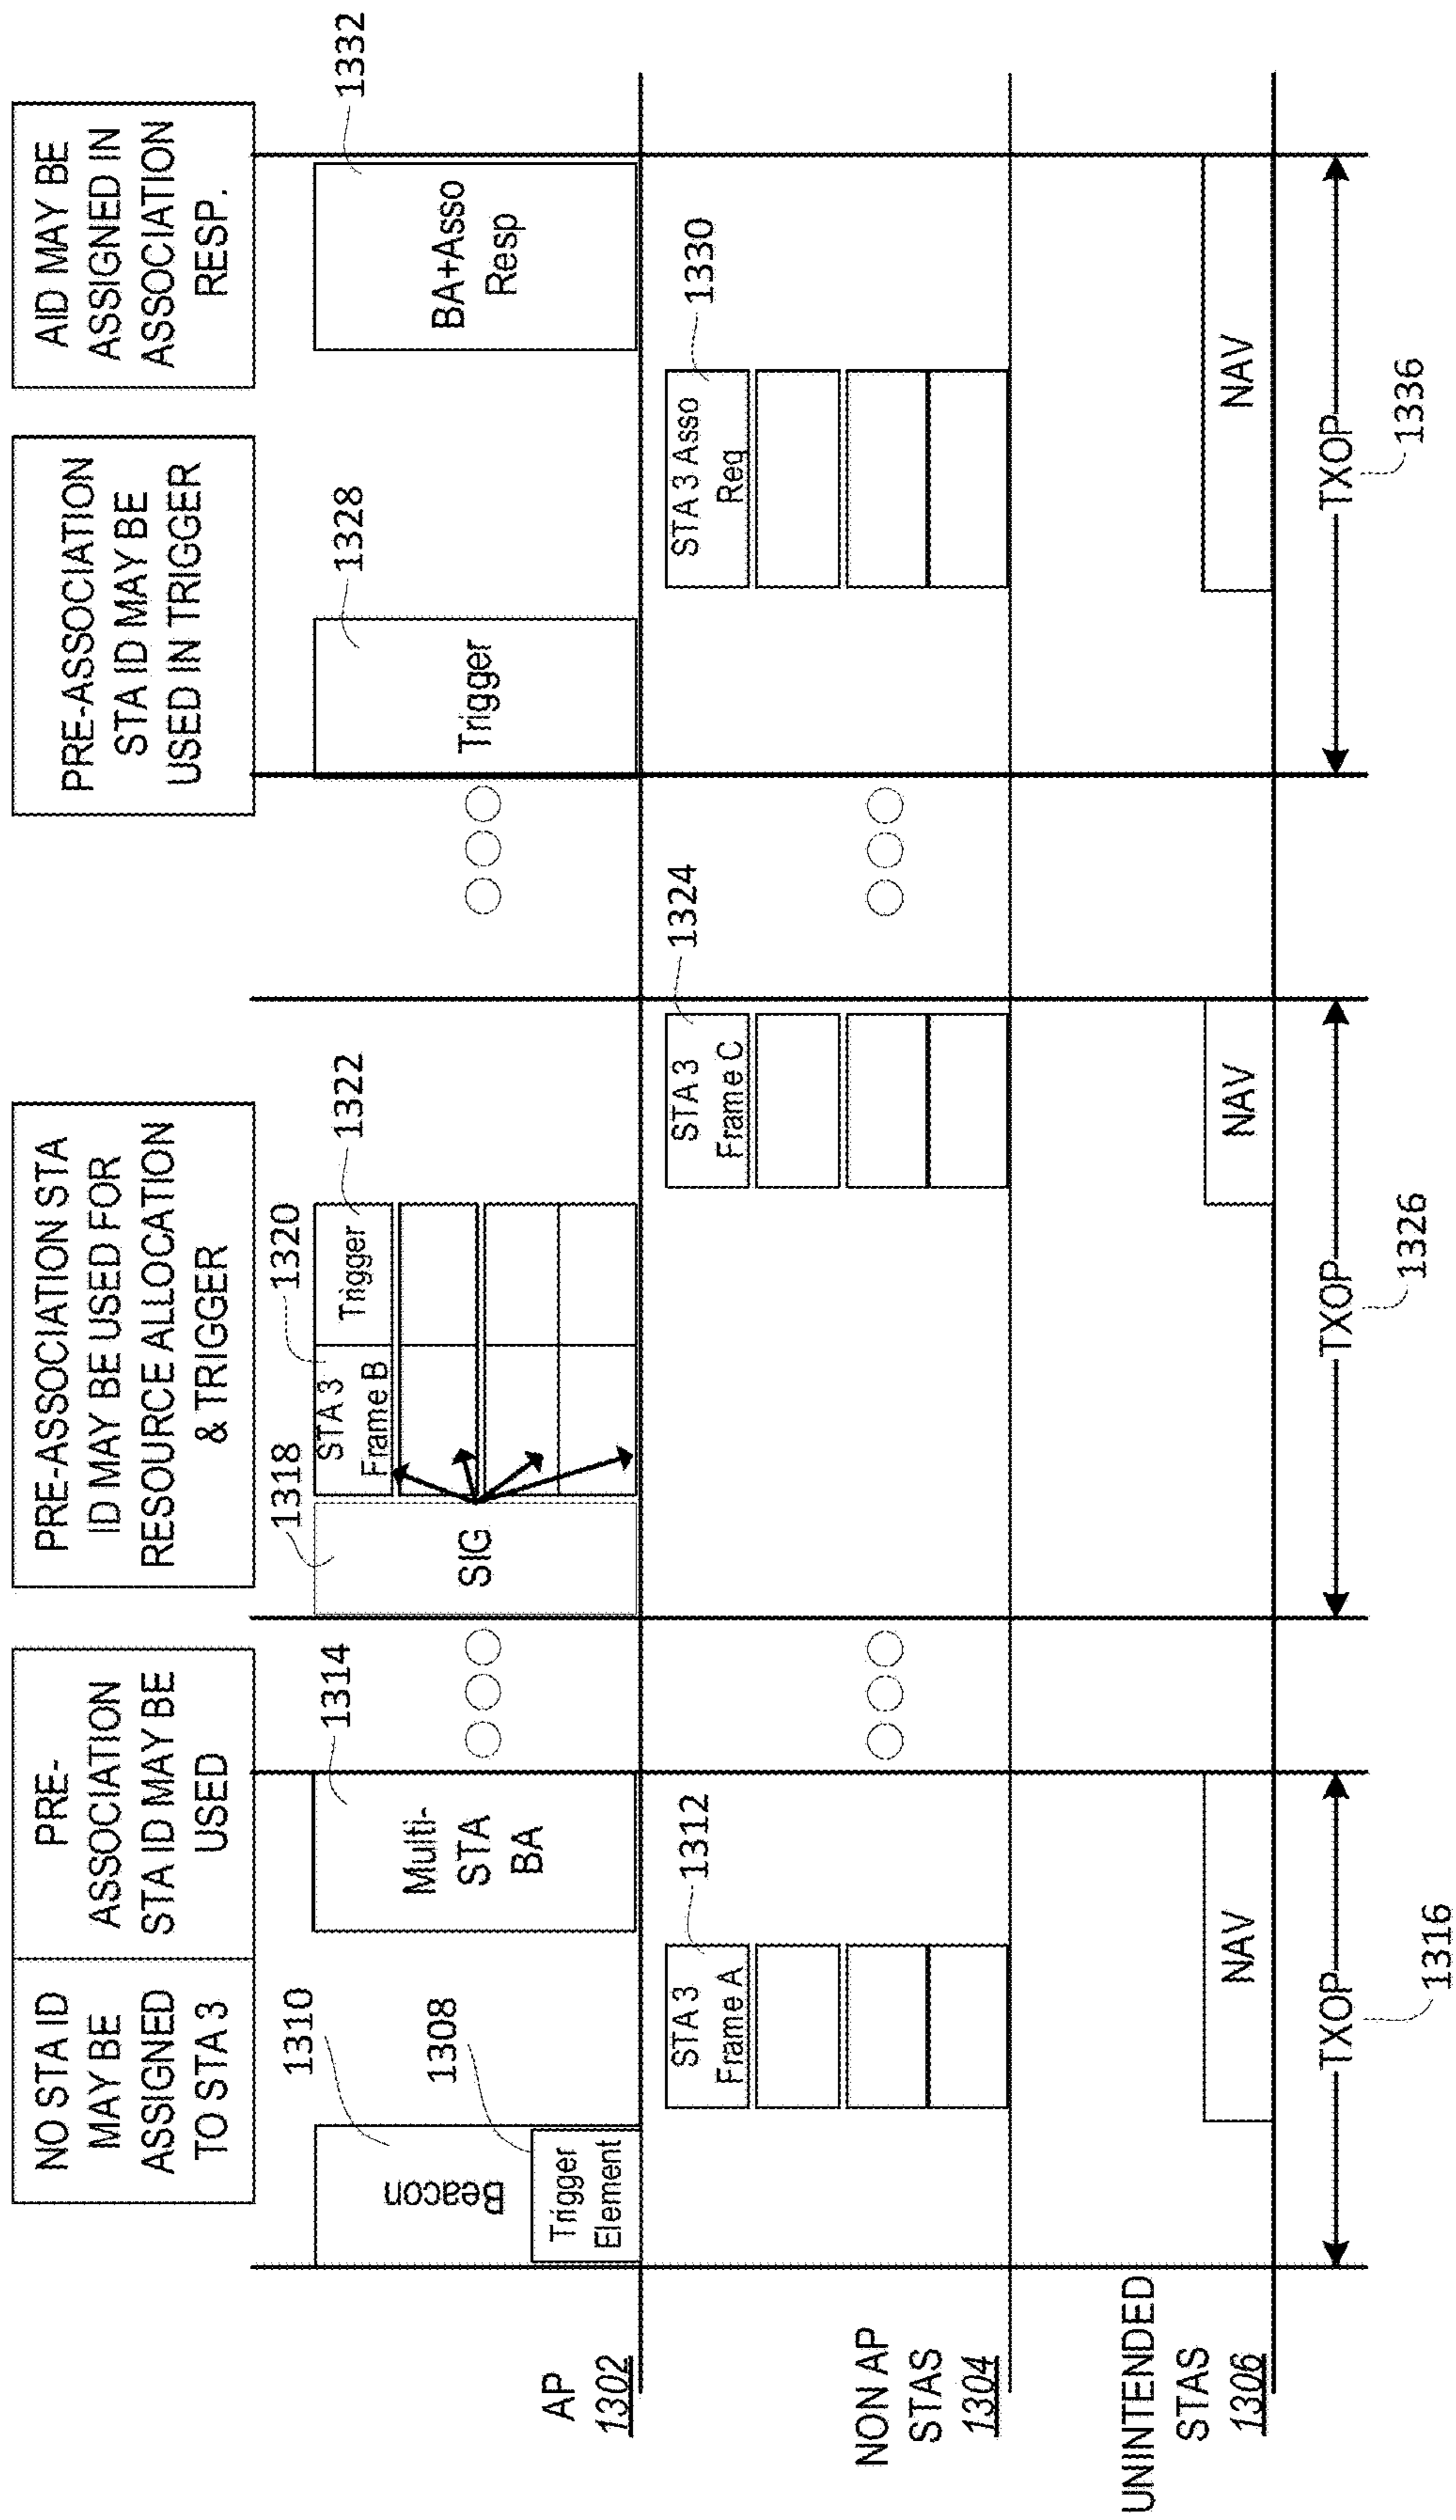 NO STA ID
MAY BE
ASSIGNED
TO STA 3
PRE-
ASSOCIATION
STA ID MAY BE
USED
PRE-ASSOCIATION STA
ID MAY BE USED FOR
RESOURCE ALLOCATION
& TRIGGER
PRE-ASSOCIATION
STA ID MAY BE
USED IN TRIGGER
AID MAY BE
ASSIGNED IN
ASSOCIATION
RESP.
AP
1302
1310
Beacon
1308
Trigger
Element
1314
Multi-
STA
BA
1318
SIG
1320
STA 3
Frame B
1322
Trigger
1328
Trigger
1332
BA+Asso
Resp
NON AP
STAS
1304
1312
STA 3
Frame A
1324
STA 3
Frame C
1330
STA 3 Asso
Req
UNINTENDED
STAS
1306
NAV
NAV
NAV
TXOP
1316
TXOP
1326
TXOP
1336